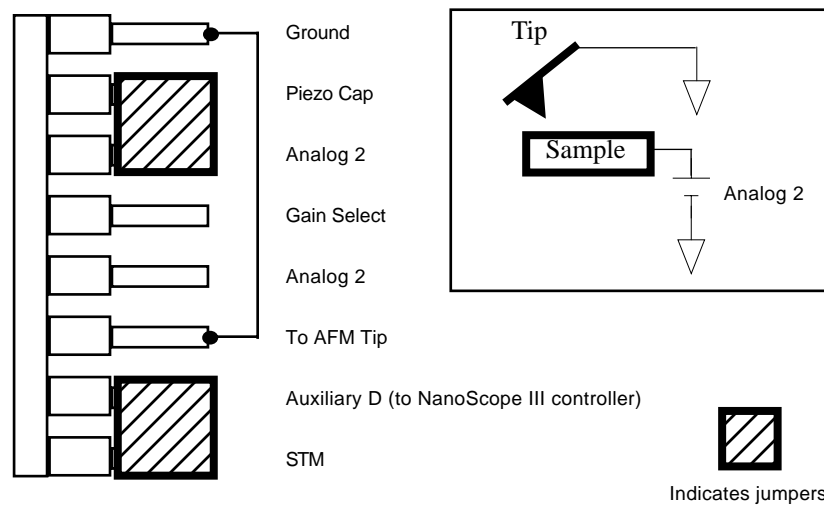 Ground
Piezo Cap
Analog 2
Gain Select
Analog 2
To AFM Tip
Auxiliary D (to NanoScope III controller)
STM
Tip
Sample
Analog 2
Indicates jumpers